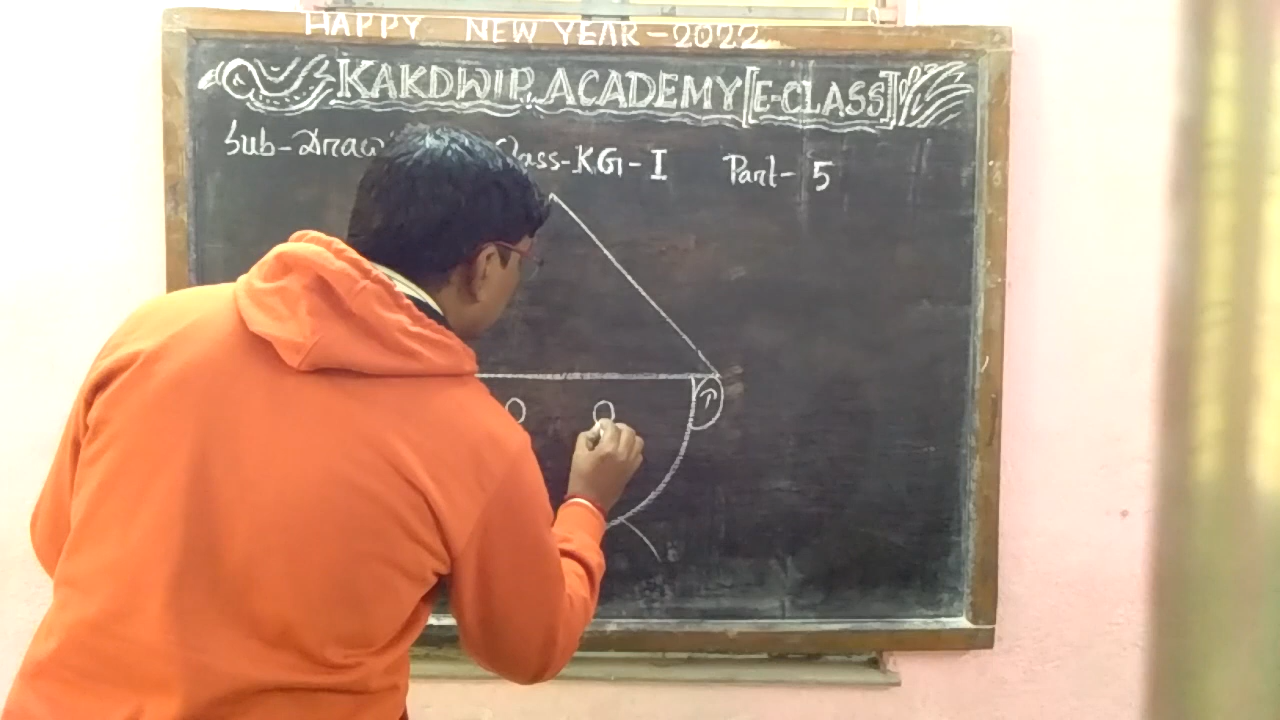 HAPPY NEW YEAR-2022
KAKDWIP ACADEMY [E-CLASS]
Sub-Draw Class-KG-I Part-5